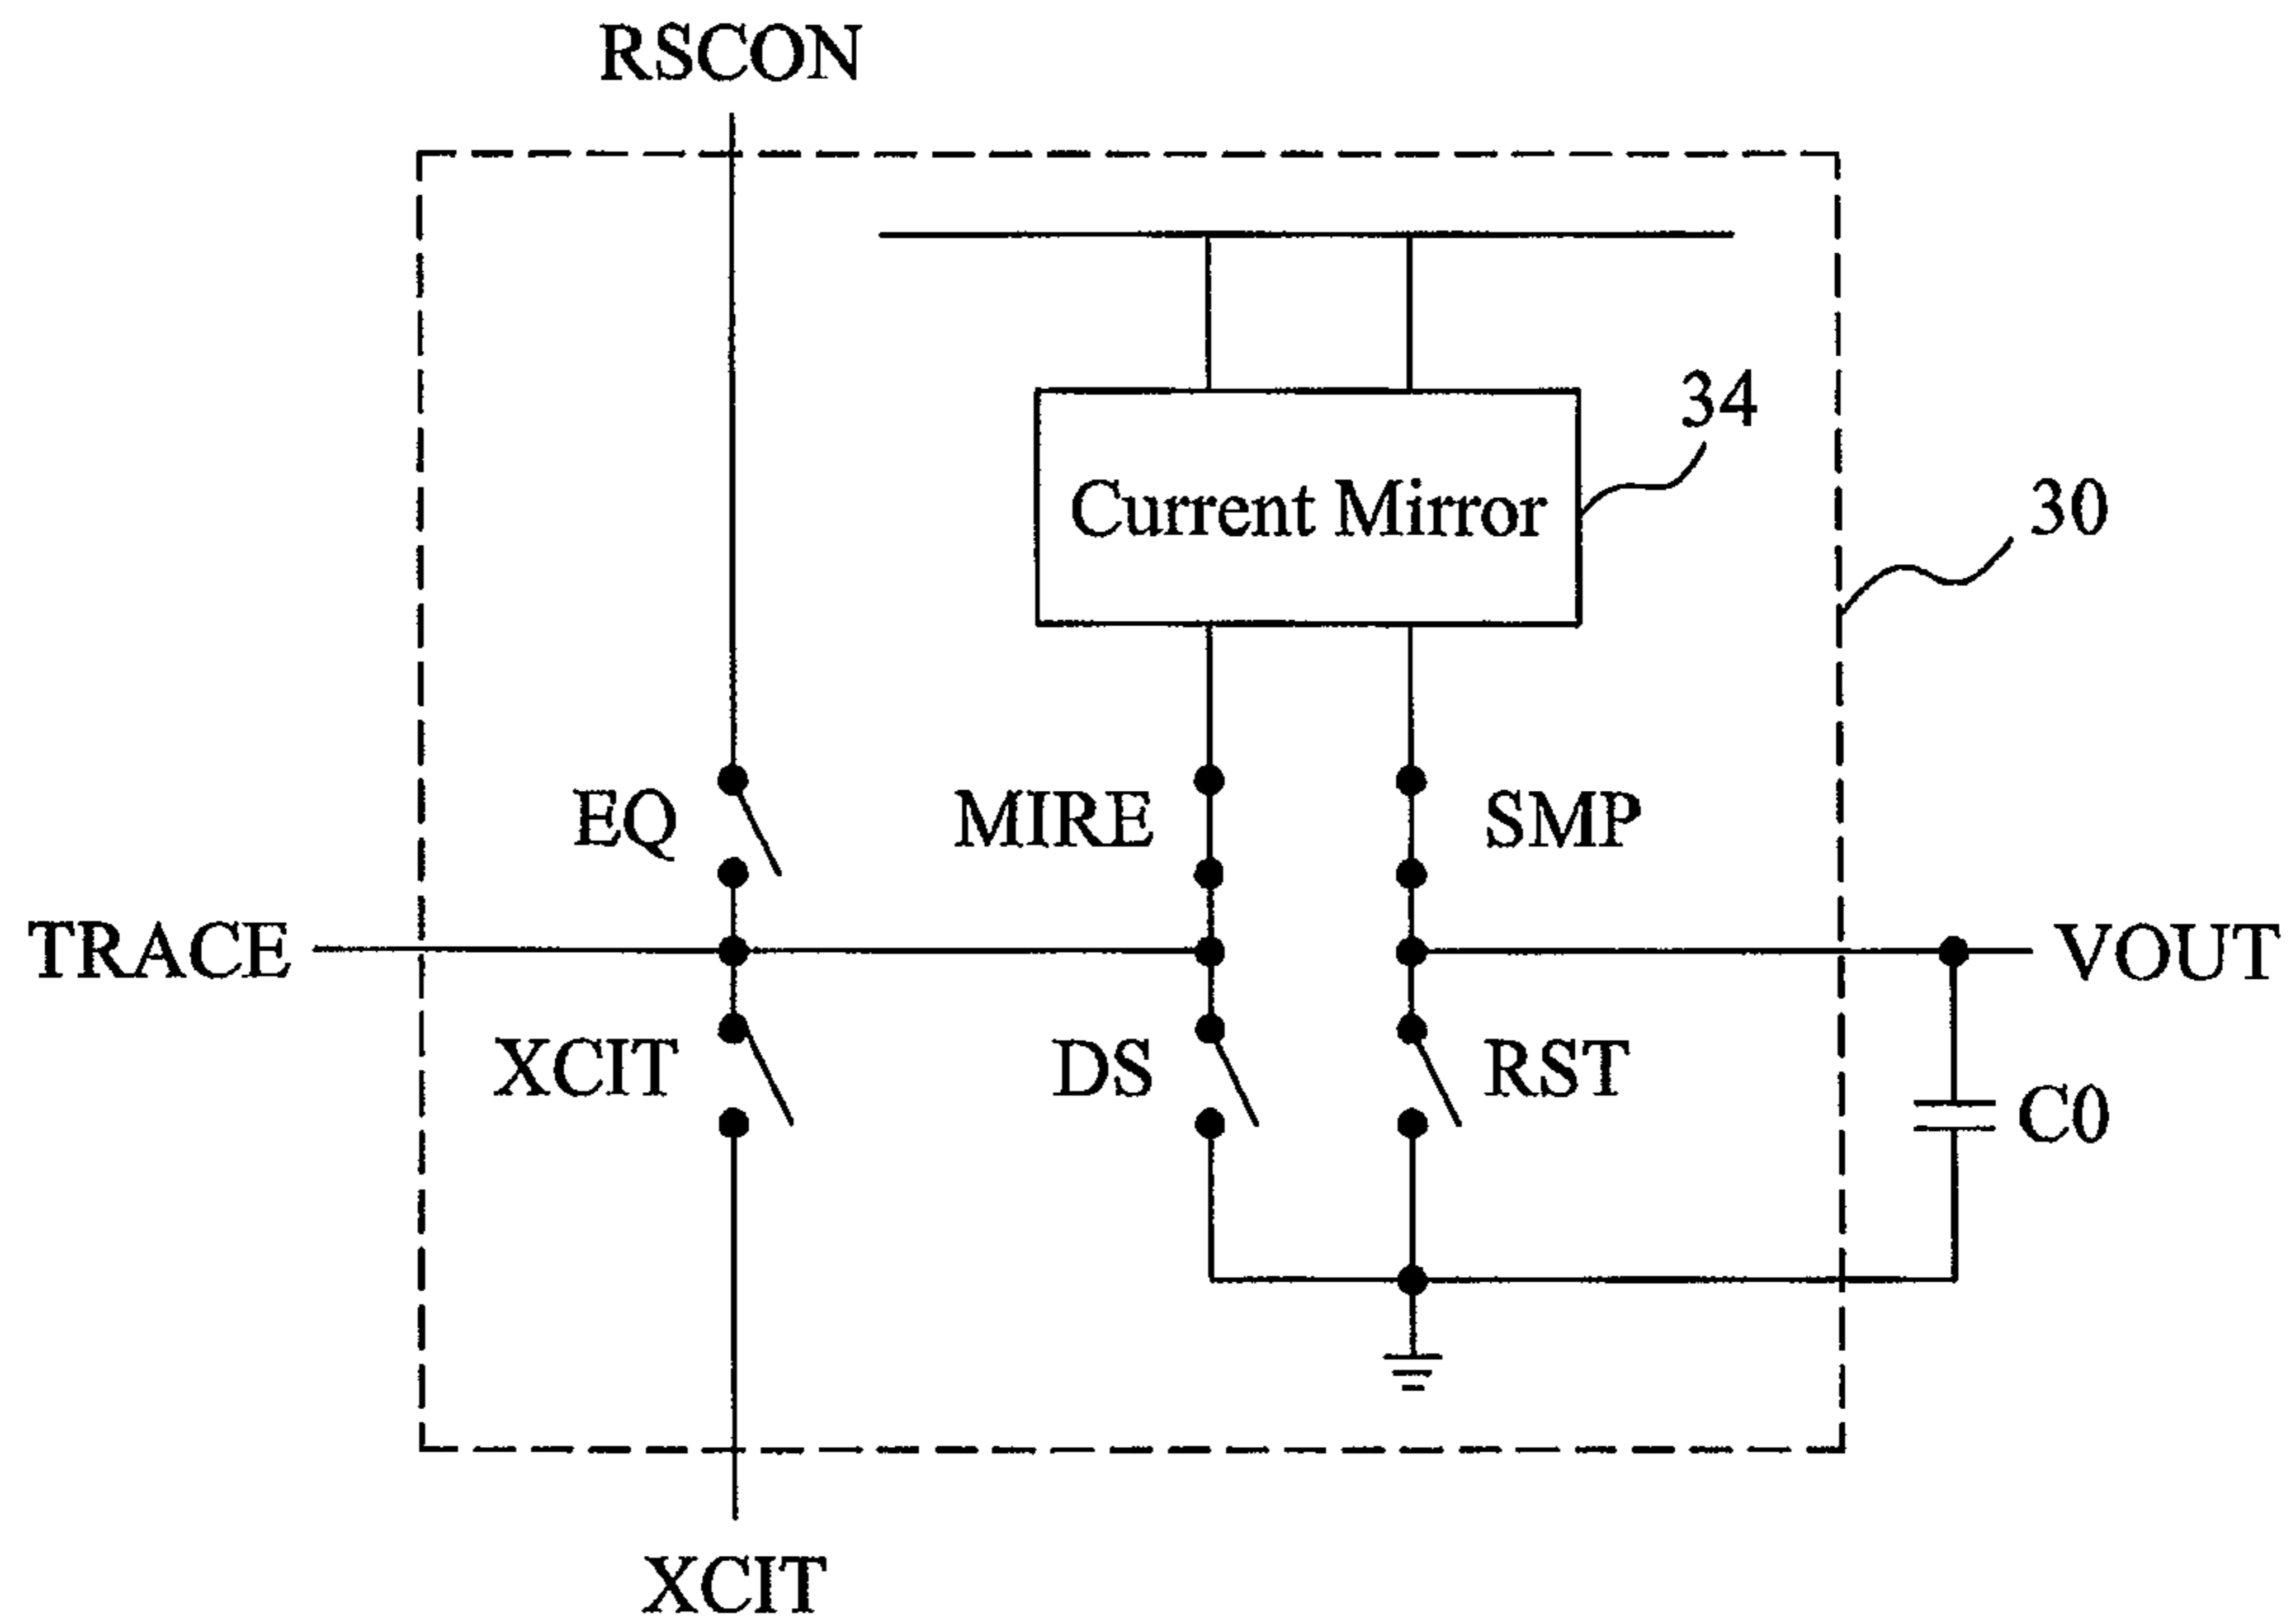 RSCON
34
Current Mirror
30
EQ
MIRE
SMP
TRACE
VOUT
XCIT
DS
RST
C0
XCIT